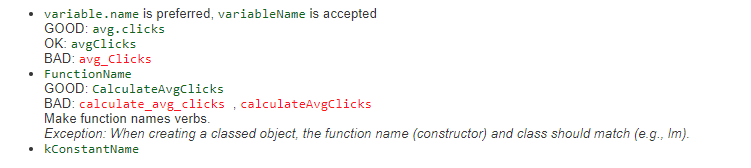 variable.name is preferred, variableName is accepted
GOOD: avg.clicks
OK: avgClicks
BAD: avg_Clicks
FunctionName
GOOD: CalculateAvgClicks
BAD: calculate_avg_clicks , calculateAvgClicks
Make function names verbs.
Exception: When creating a classed object, the function name (constructor) and class should match (e.g., lm).
kConstantName